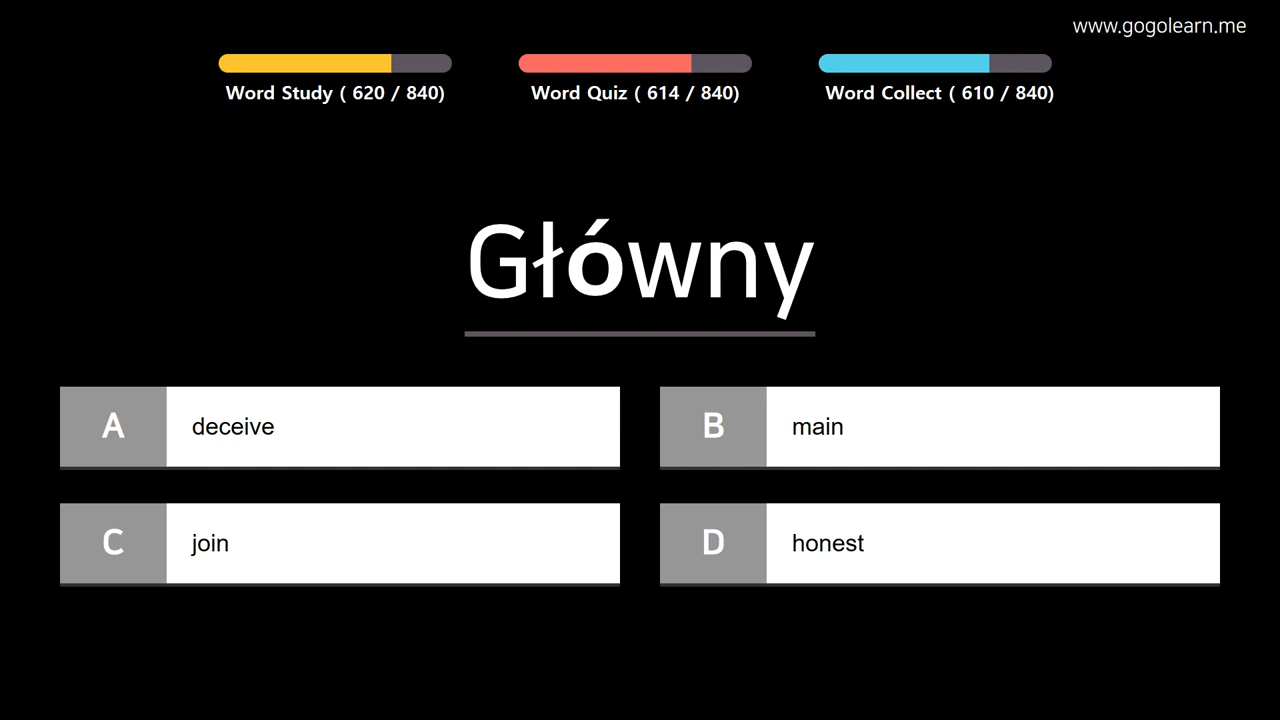 www.gogolearn.me
Word Study ( 620 / 840)
Word Quiz ( 614 / 840)
Word Collect ( 610 / 840)
Główny
A deceive
B main
C join
D honest